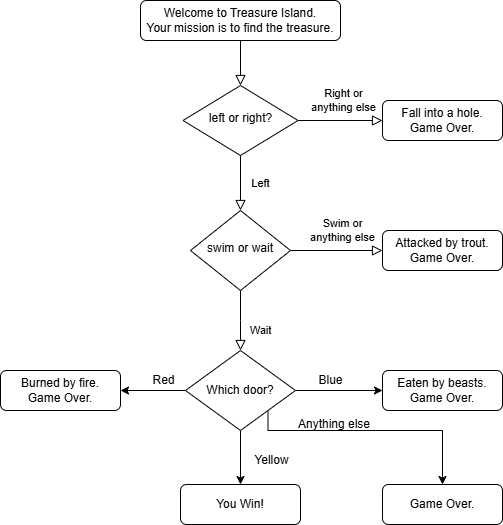 Welcome to Treasure Island.
Your mission is to find the treasure.
left or right?
Right or
anything else
Fall into a hole.
Game Over.
Left
swim or wait
Swim or
anything else
Attacked by trout.
Game Over.
Wait
Burned by fire.
Game Over.
Red
Which door?
Blue
Eaten by beasts.
Game Over.
Anything else
Yellow
You Win!
Game Over.